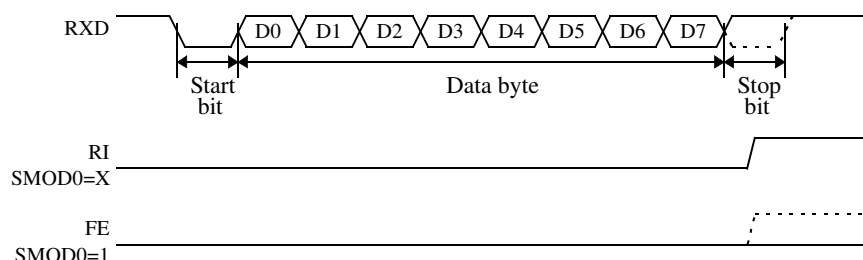 RXD D0 D1 D2 D3 D4 D5 D6 D7
Start bit
Data byte
Stop bit
RI
SMOD0=X
FE
SMOD0=1